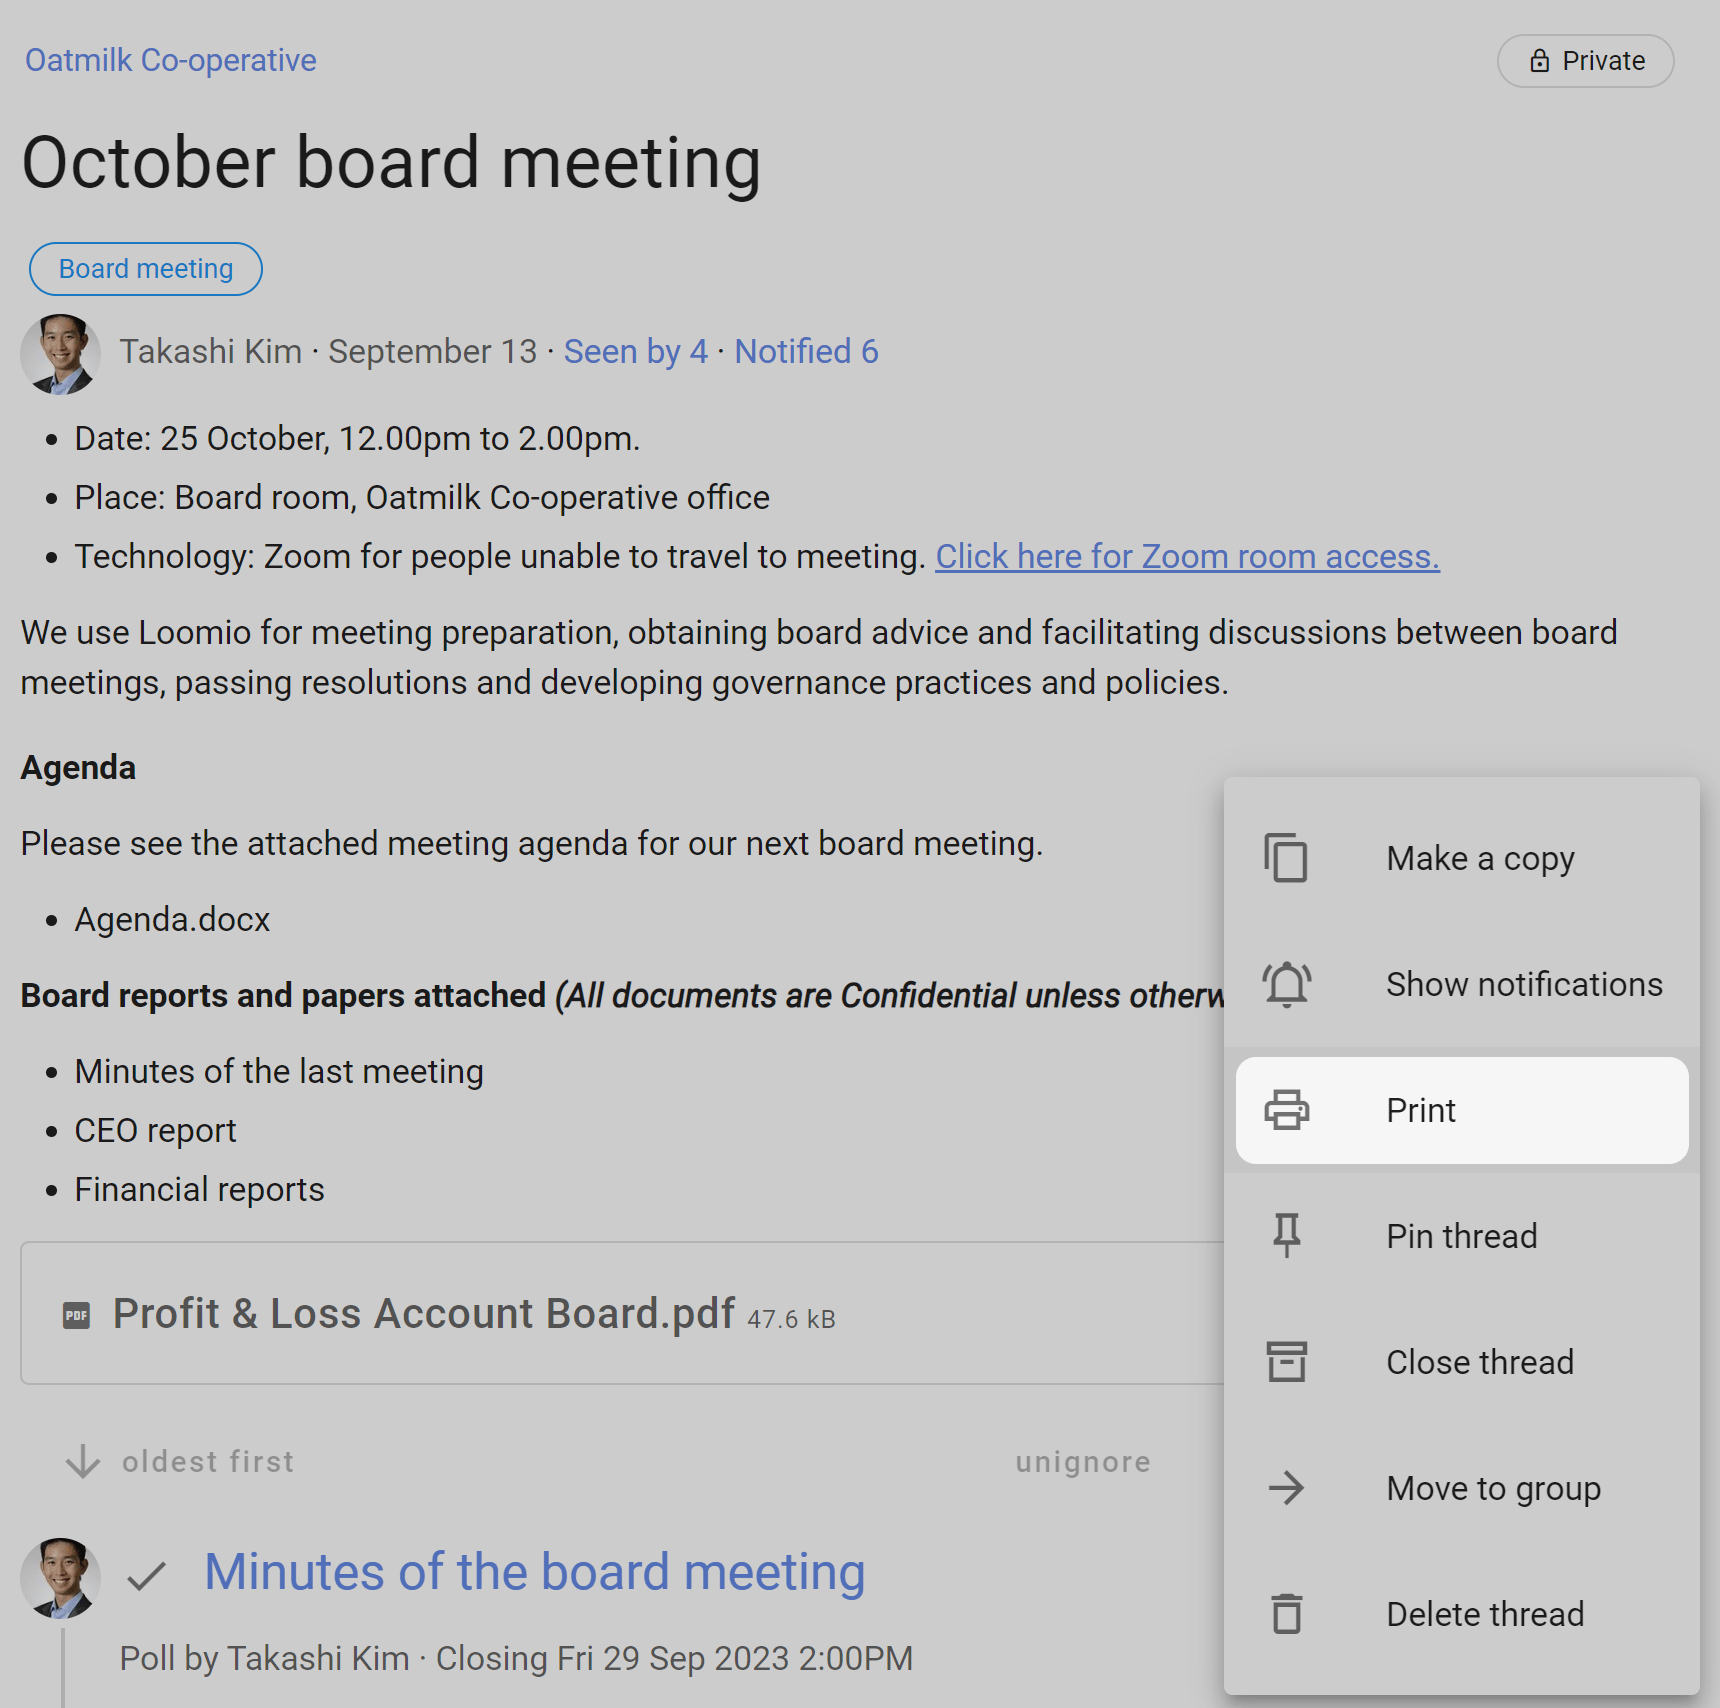 Oatmilk Co-operative
Private
October board meeting
Board meeting
Takashi Kim · September 13 · Seen by 4 · Notified 6
Date: 25 October, 12.00pm to 2.00pm.
Place: Board room, Oatmilk Co-operative office
Technology: Zoom for people unable to travel to meeting. Click here for Zoom room access.
We use Loomio for meeting preparation, obtaining board advice and facilitating discussions between board
meetings, passing resolutions and developing governance practices and policies.
Agenda
Please see the attached meeting agenda for our next board meeting.
Agenda.docx
Board reports and papers attached (All documents are Confidential unless
Minutes of the last meeting
CEO report
Financial reports
PDF Profit & Loss Account Board.pdf 47.6 kB
oldest first
unignore
Minutes of the board meeting
Poll by Takashi Kim · Closing Fri 29 Sep 2023 2:00PM
Make a copy
Show notifications
Print
Pin thread
Close thread
Move to group
Delete thread